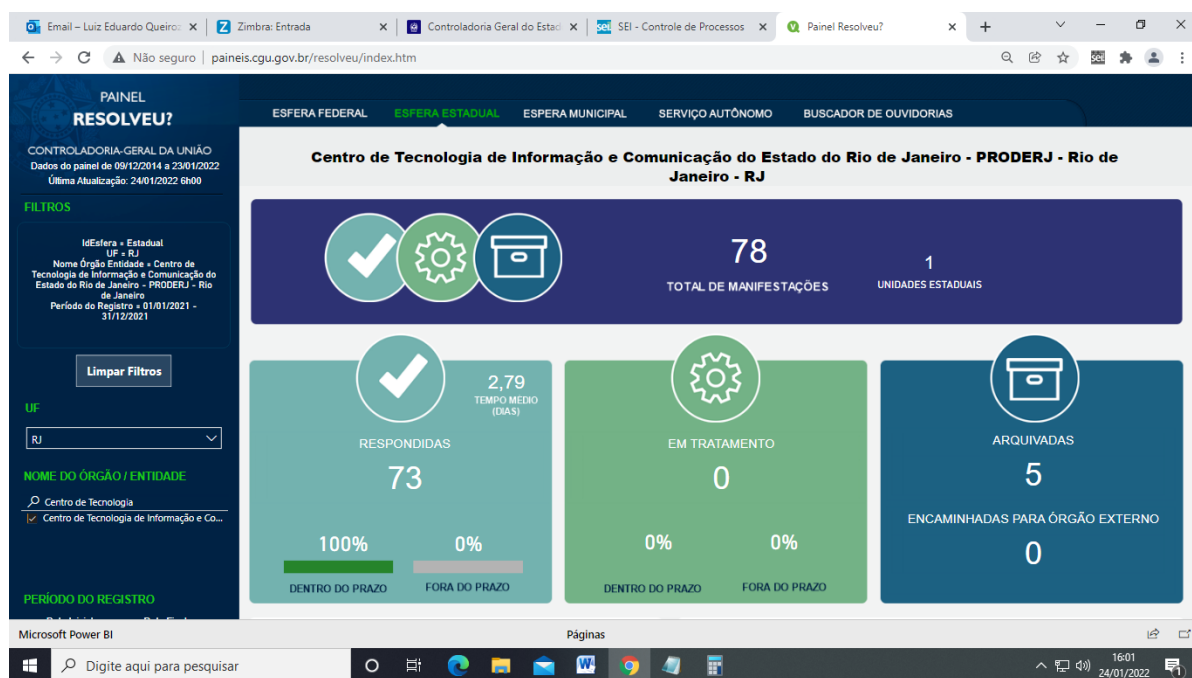 Email – Luiz Eduardo Queiro
Zimbra: Entrada
Controladoria Geral do Estad
sei SEI - Controle de Processos
Painel Resolveu?
Não seguro | paineis.cgu.gov.br/resolveu/index.htm
sei
PAINEL
RESOLVEU?
CONTROLADORIA-GERAL DA UNIÃO
Dados do painel de 09/12/2014 a 23/01/2022
Última Atualização: 24/01/2022 6h00
FILTROS
IdEsfera = Estadual
UF = RJ
Nome Órgão Entidade = Centro de
Tecnologia de Informação e Comunicação do
Estado do Rio de Janeiro - PRODERJ - Rio
de Janeiro
Período do Registro = 01/01/2021 -
31/12/2021
Limpar Filtros
UF
RJ
NOME DO ÓRGÃO / ENTIDADE
Centro de Tecnologia
Centro de Tecnologia de Informação e Co...
PERÍODO DO REGISTRO
ESFERA FEDERAL ESFERA ESTADUAL ESPERA MUNICIPAL SERVIÇO AUTÔNOMO BUSCADOR DE OUVIDORIAS
Centro de Tecnologia de Informação e Comunicação do Estado do Rio de Janeiro - PRODERJ - Rio de
Janeiro - RJ
78
TOTAL DE MANIFESTAÇÕES
1
UNIDADES ESTADUAIS
2,79
TEMPO MÉDIO
(DIAS)
RESPONDIDAS
73
100% 0%
DENTRO DO PRAZO FORA DO PRAZO
EM TRATAMENTO
0
0% 0%
DENTRO DO PRAZO FORA DO PRAZO
ARQUIVADAS
5
ENCAMINHADAS PARA ÓRGÃO EXTERNO
0
Microsoft Power BI
Páginas
Digite aqui para pesquisar
16:01
24/01/2022
1